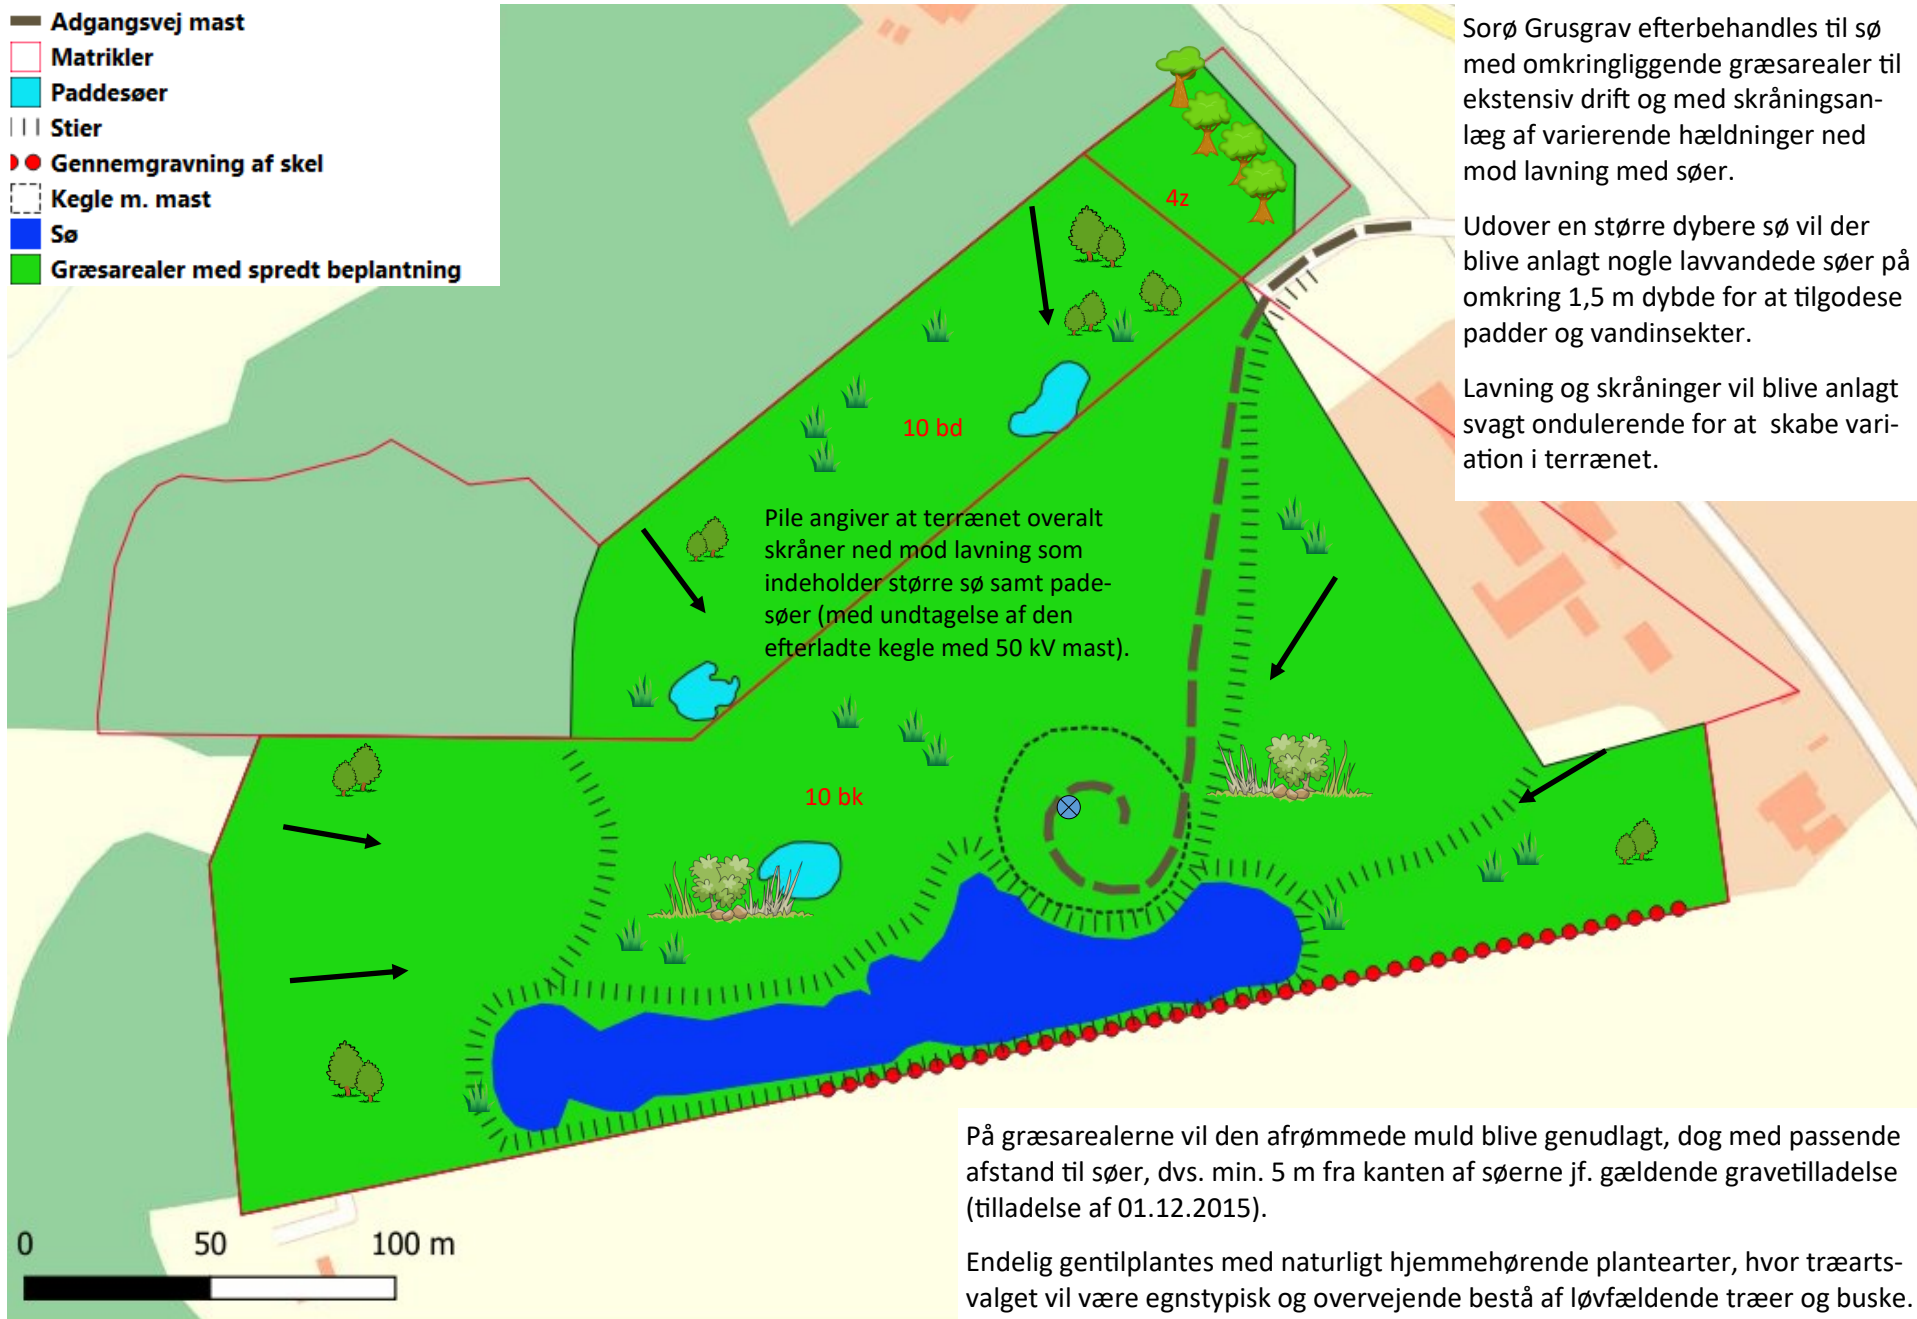 Adgangsvej mast
Matrikler
Paddesøer
Stier
Gennemgravning af skel
Kegle m. mast
Sø
Græsarealer med spredt beplantning
Sorø Grusgrav efterbehandles til sø
med omkringliggende græsarealer til
ekstensiv drift og med skråningsan-
læg af varierende hældninger ned
mod lavning med søer.
Udover en større dybere sø vil der
blive anlagt nogle lavvandede søer på
omkring 1,5 m dybde for at tilgodese
padder og vandinsekter.
Lavning og skråninger vil blive anlagt
svagt ondulerende for at  skabe vari-
ation i terrænet.
4z
10 bd
Pile angiver at terrænet overalt
skråner ned mod lavning som
indeholder større sø samt pade-
søer (med undtagelse af den
efterladte kegle med 50 kV mast).
10 bk
På græsarealerne vil den afrømmede muld blive genudlagt, dog med passende
afstand til søer, dvs. min. 5 m fra kanten af søerne jf. gældende gravetilladelse
(tilladelse af 01.12.2015).
Endelig gentilplantes med naturligt hjemmehørende plantearter, hvor træarts-
valget vil være egnstypisk og overvejende bestå af løvfældende træer og buske.
0 50 100 m